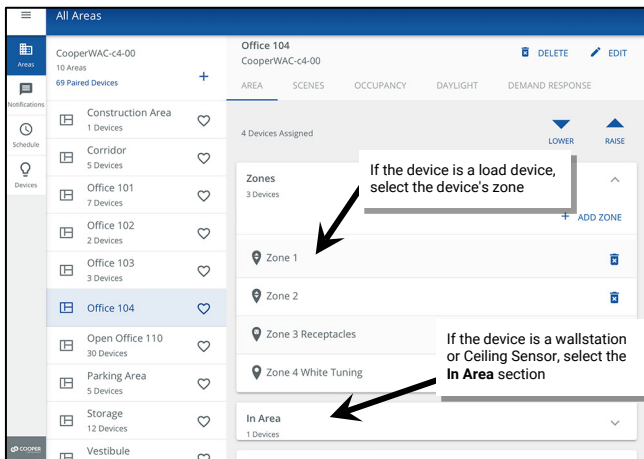 All Areas
Areas
Notifications
Schedule
Devices
COOPER
CooperWAC-c4-00
10 Areas
69 Paired Devices
+
Construction Area
1 Devices
Corridor
5 Devices
Office 101
7 Devices
Office 102
2 Devices
Office 103
3 Devices
Office 104
Open Office 110
30 Devices
Parking Area
5 Devices
Storage
12 Devices
Vestibule
Office 104
CooperWAC-c4-00
DELETE
EDIT
AREA SCENES OCCUPANCY DAYLIGHT DEMAND RESPONSE
4 Devices Assigned
LOWER RAISE
Zones
3 Devices
If the device is a load device,
select the device's zone
+ ADD ZONE
Zone 1
Zone 2
Zone 3 Receptacles
Zone 4 White Tuning
If the device is a wallstation
or Ceiling Sensor, select the
In Area section
In Area
1 Devices